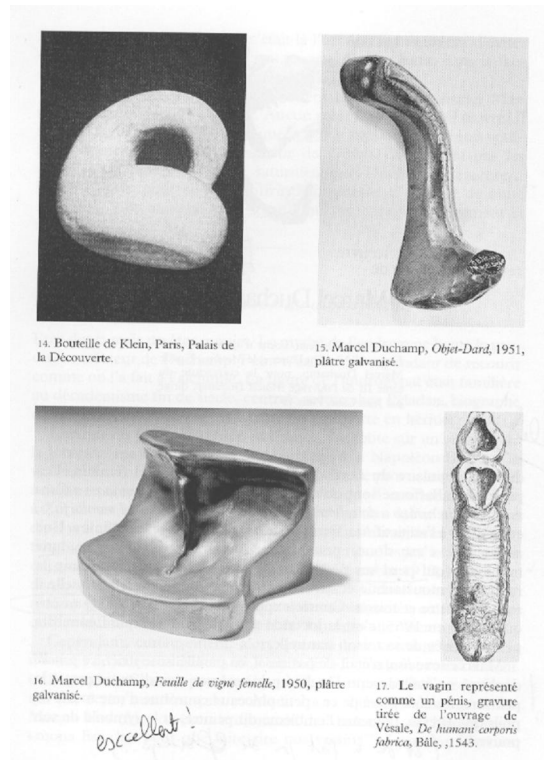 14. Bouteille de Klein, Paris, Palais de
la Découverte.
15. Marcel Duchamp, Objet-Dard, 1951,
plâtre galvanisé.
16. Marcel Duchamp, Feuille de vigne femelle, 1950, plâtre
galvanisé.
17. Le vagin représenté
comme un pénis, gravure
tirée de l'ouvrage de
Vésale, De humani corporis
fabrica, Bâle, ,1543.